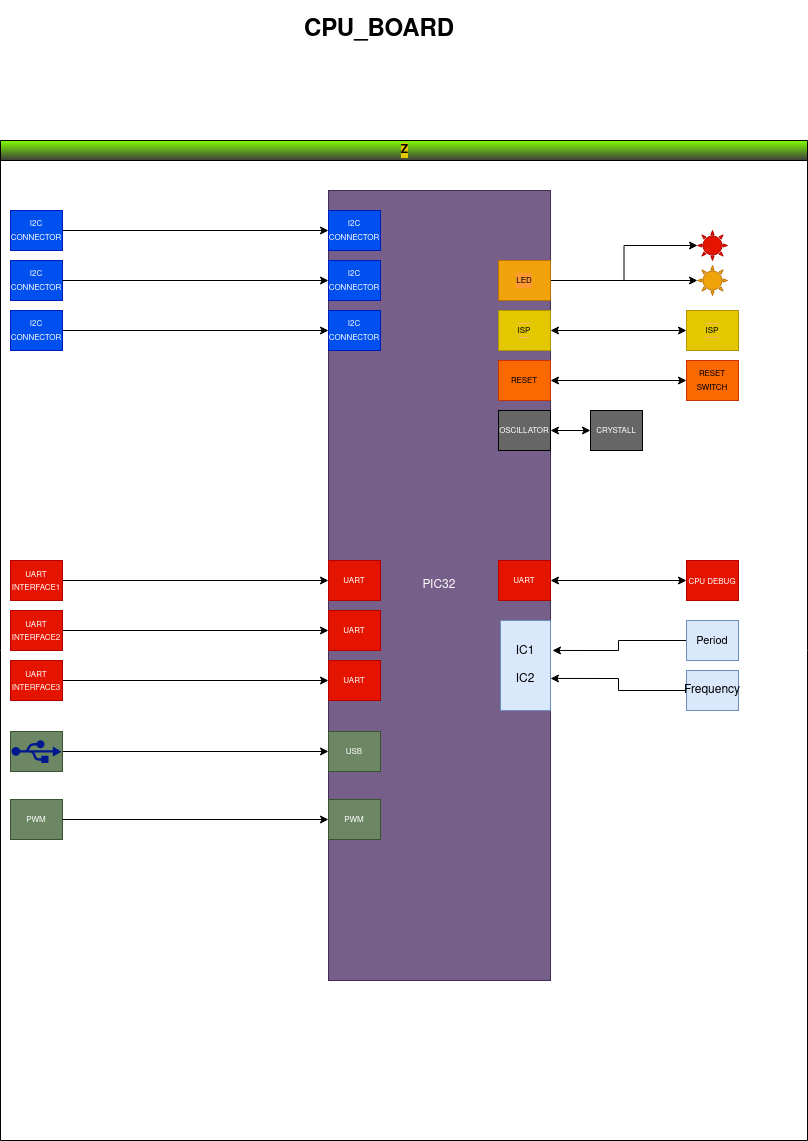 CPU_BOARD
Z
I2C
CONNECTOR
I2C
CONNECTOR
I2C
CONNECTOR
I2C
CONNECTOR
I2C
CONNECTOR
I2C
CONNECTOR
LED
ISP
ISP
RESET
RESET
SWITCH
OSCILLATOR
CRYSTALL
UART
INTERFACE1
UART
PIC32
UART
CPU DEBUG
UART
INTERFACE2
UART
IC1
Period
UART
INTERFACE3
UART
IC2
Frequency
USB
PWM
PWM